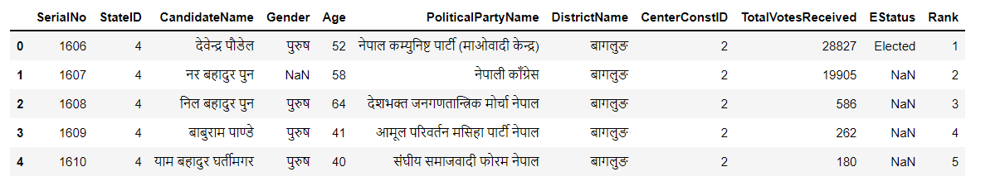 SerialNo StateID CandidateName Gender Age PoliticalPartyName DistrictName CenterConstID TotalVotesReceived EStatus Rank
0 1606 4 देवेन्द्र पौडेल पुरुष 52 नेपाल कम्युनिष्ट पार्टी (माओवादी केन्द्र) बागलुङ 2 28827 Elected 1
1 1607 4 नर बहादुर पुन NaN 58 नेपाली काँग्रेस बागलुङ 2 19905 NaN 2
2 1608 4 निल बहादुर पुन पुरुष 64 देशभक्त जनगणतान्त्रिक मोर्चा नेपाल बागलुङ 2 586 NaN 3
3 1609 4 बाबुराम पाण्डे पुरुष 41 आमूल परिवर्तन मसिहा पार्टी नेपाल बागलुङ 2 262 NaN 4
4 1610 4 याम बहादुर घर्तीमगर पुरुष 40 संघीय समाजवादी फोरम नेपाल बागलुङ 2 180 NaN 5